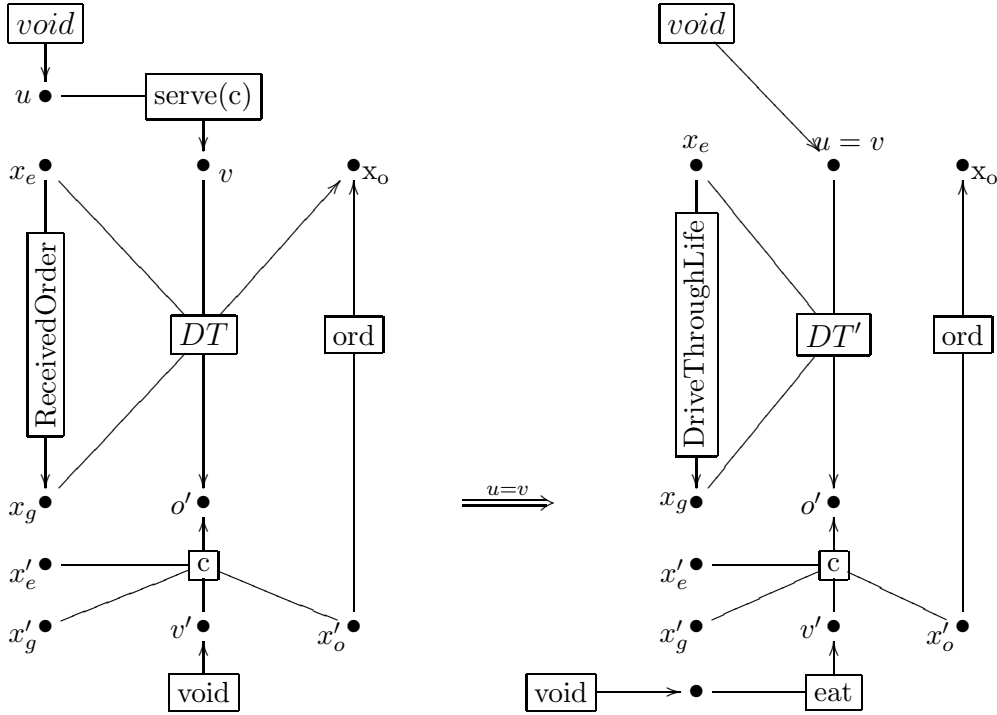 void
u
serve(c)
x_e
v
x_o
ReceivedOrder
DT
ord
x_g
o'
x'_e
c
x'_g
v'
x'_o
void
u=v
void
x_e
u = v
x_o
DriveThroughLife
DT'
ord
x_g
o'
x'_e
c
x'_g
v'
x'_o
void
eat